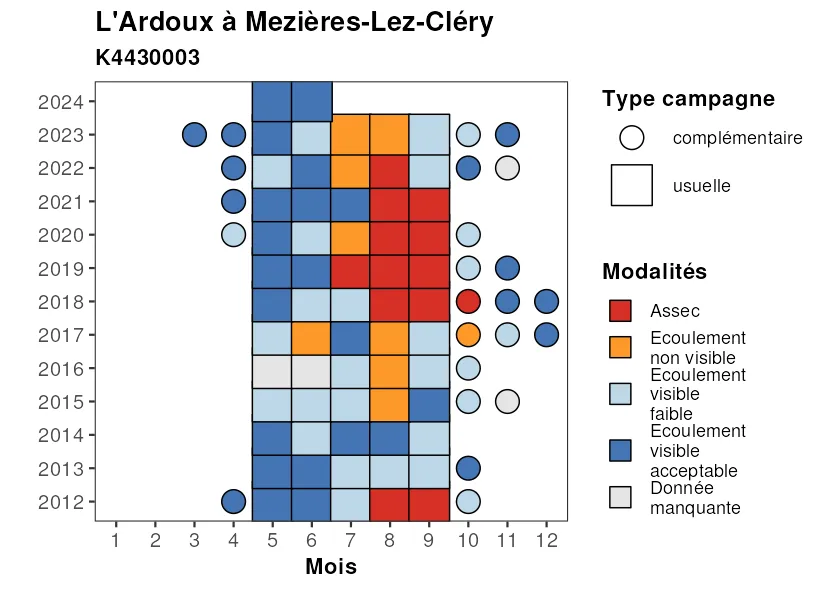 L'Ardoux à Mezières-Lez-Cléry
K4430003
2024
2023
2022
2021
2020
2019
2018
2017
2016
2015
2014
2013
2012
1 2 3 4 5 6 7 8 9 10 11 12
Mois
Type campagne
complémentaire
usuelle
Modalités
Assec
Ecoulement
non visible
Ecoulement
visible
faible
Ecoulement
visible
acceptable
Donnée
manquante